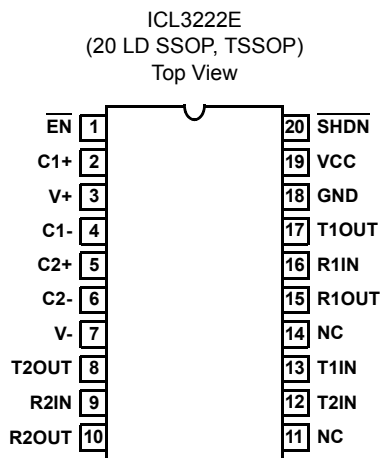 ICL3222E
(20 LD SSOP, TSSOP)
Top View
EN 1 20 SHDN
C1+ 2 19 VCC
V+ 3 18 GND
C1- 4 17 T1OUT
C2+ 5 16 R1IN
C2- 6 15 R1OUT
V- 7 14 NC
T2OUT 8 13 T1IN
R2IN 9 12 T2IN
R2OUT 10 11 NC